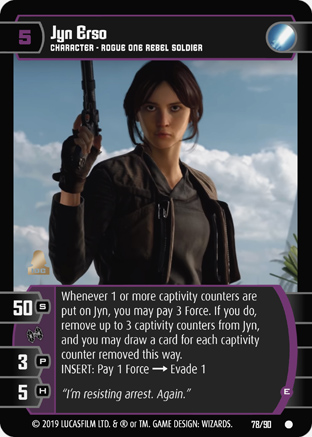 5 Jyn Erso
CHARACTER - ROGUE ONE REBEL SOLDIER
50 S
3 P
5 H
Whenever 1 or more captivity counters are
put on Jyn, you may pay 3 Force. If you do,
remove up to 3 captivity counters from Jyn,
and you may draw a card for each captivity
counter removed this way.
INSERT: Pay 1 Force → Evade 1
“I’m resisting arrest. Again.”
E
© 2019 LUCASFILM LTD. & ® or TM. GAME DESIGN: WIZARDS. 78/90